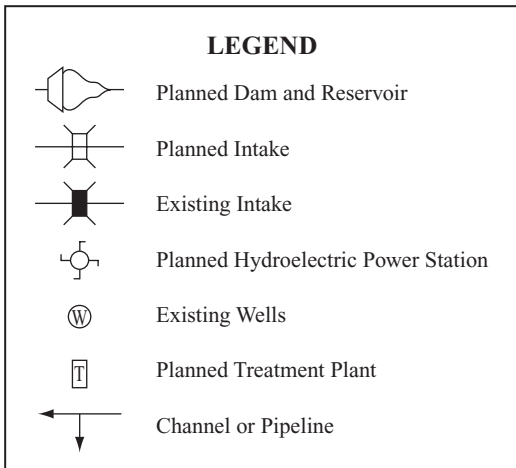 LEGEND
Planned Dam and Reservoir
Planned Intake
Existing Intake
Planned Hydroelectric Power Station
W Existing Wells
T Planned Treatment Plant
Channel or Pipeline